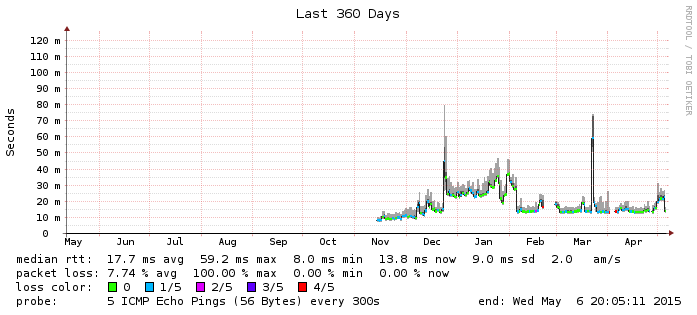 Last 360 Days
RRDTOOL / TOBI OETIKER
Seconds
120 m
110 m
100 m
90 m
80 m
70 m
60 m
50 m
40 m
30 m
20 m
10 m
0
May Jun Jul Aug Sep Oct Nov Dec Jan Feb Mar Apr
median rtt: 17.7 ms avg 59.2 ms max 8.0 ms min 13.8 ms now 9.0 ms sd 2.0 am/s
packet loss: 7.74 % avg 100.00 % max 0.00 % min 0.00 % now
loss color: 0 1/5 2/5 3/5 4/5
probe: 5 ICMP Echo Pings (56 Bytes) every 300s end: Wed May 6 20:05:11 2015